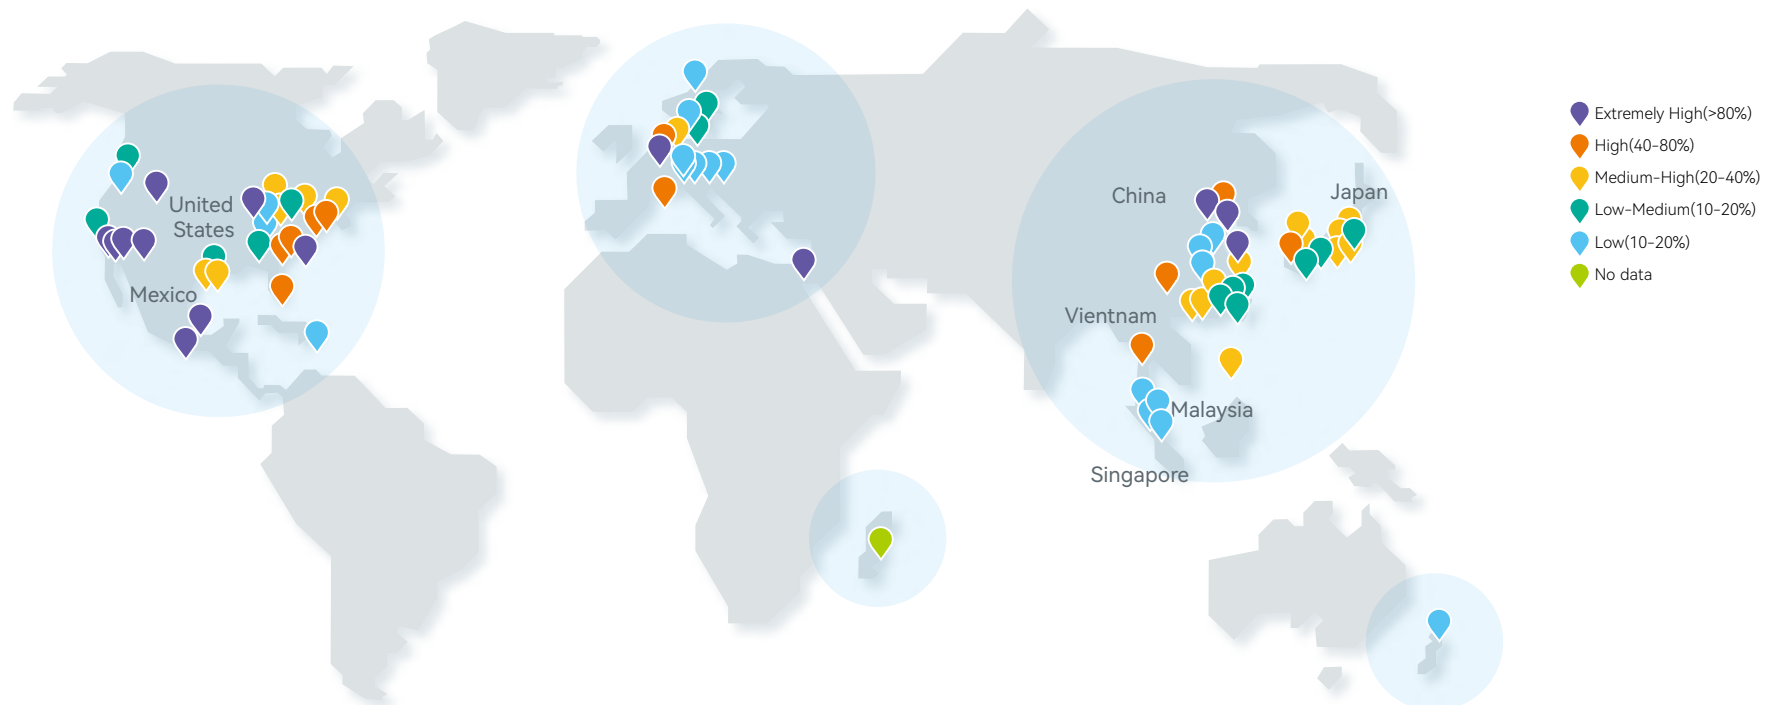 United
States
Mexico
China
Japan
Vientnam
Malaysia
Singapore
Extremely High(>80%)
High(40-80%)
Medium-High(20-40%)
Low-Medium(10-20%)
Low(10-20%)
No data